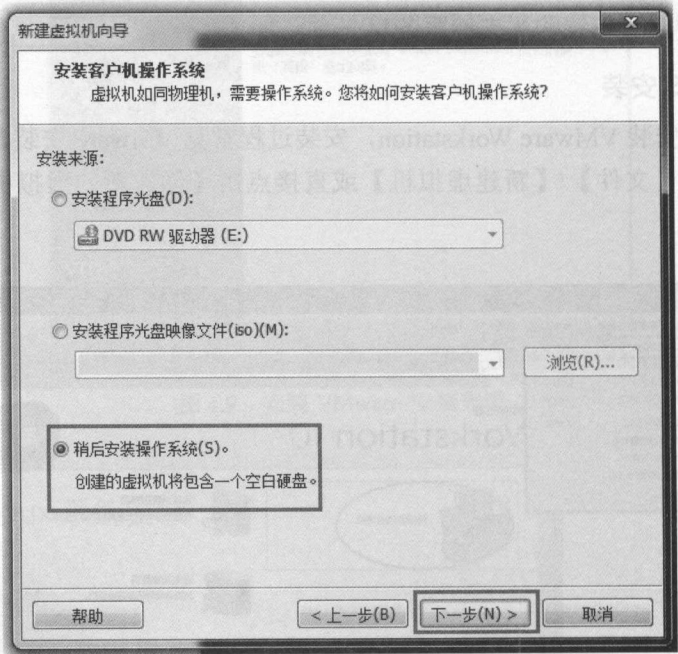 新建虚拟机向导
安装客户机操作系统
虚拟机如同物理机，需要操作系统。您将如何安装客户机操作系统?
安装来源:
安装程序光盘(D):
DVD RW 驱动器 (E:)
安装程序光盘映像文件(iso)(M):
浏览(R)...
稍后安装操作系统(S)。
创建的虚拟机将包含一个空白硬盘。
帮助
< 上一步(B)
下一步(N) >
取消